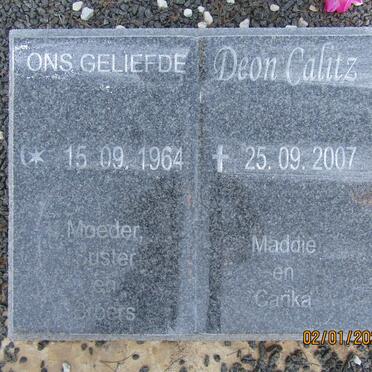 ONS GELIEFDE
15. 09. 1964
Moeder,
Suster
en
Deon Calitz
25. 09. 2007
Maddie
en
Carika
02/01/20